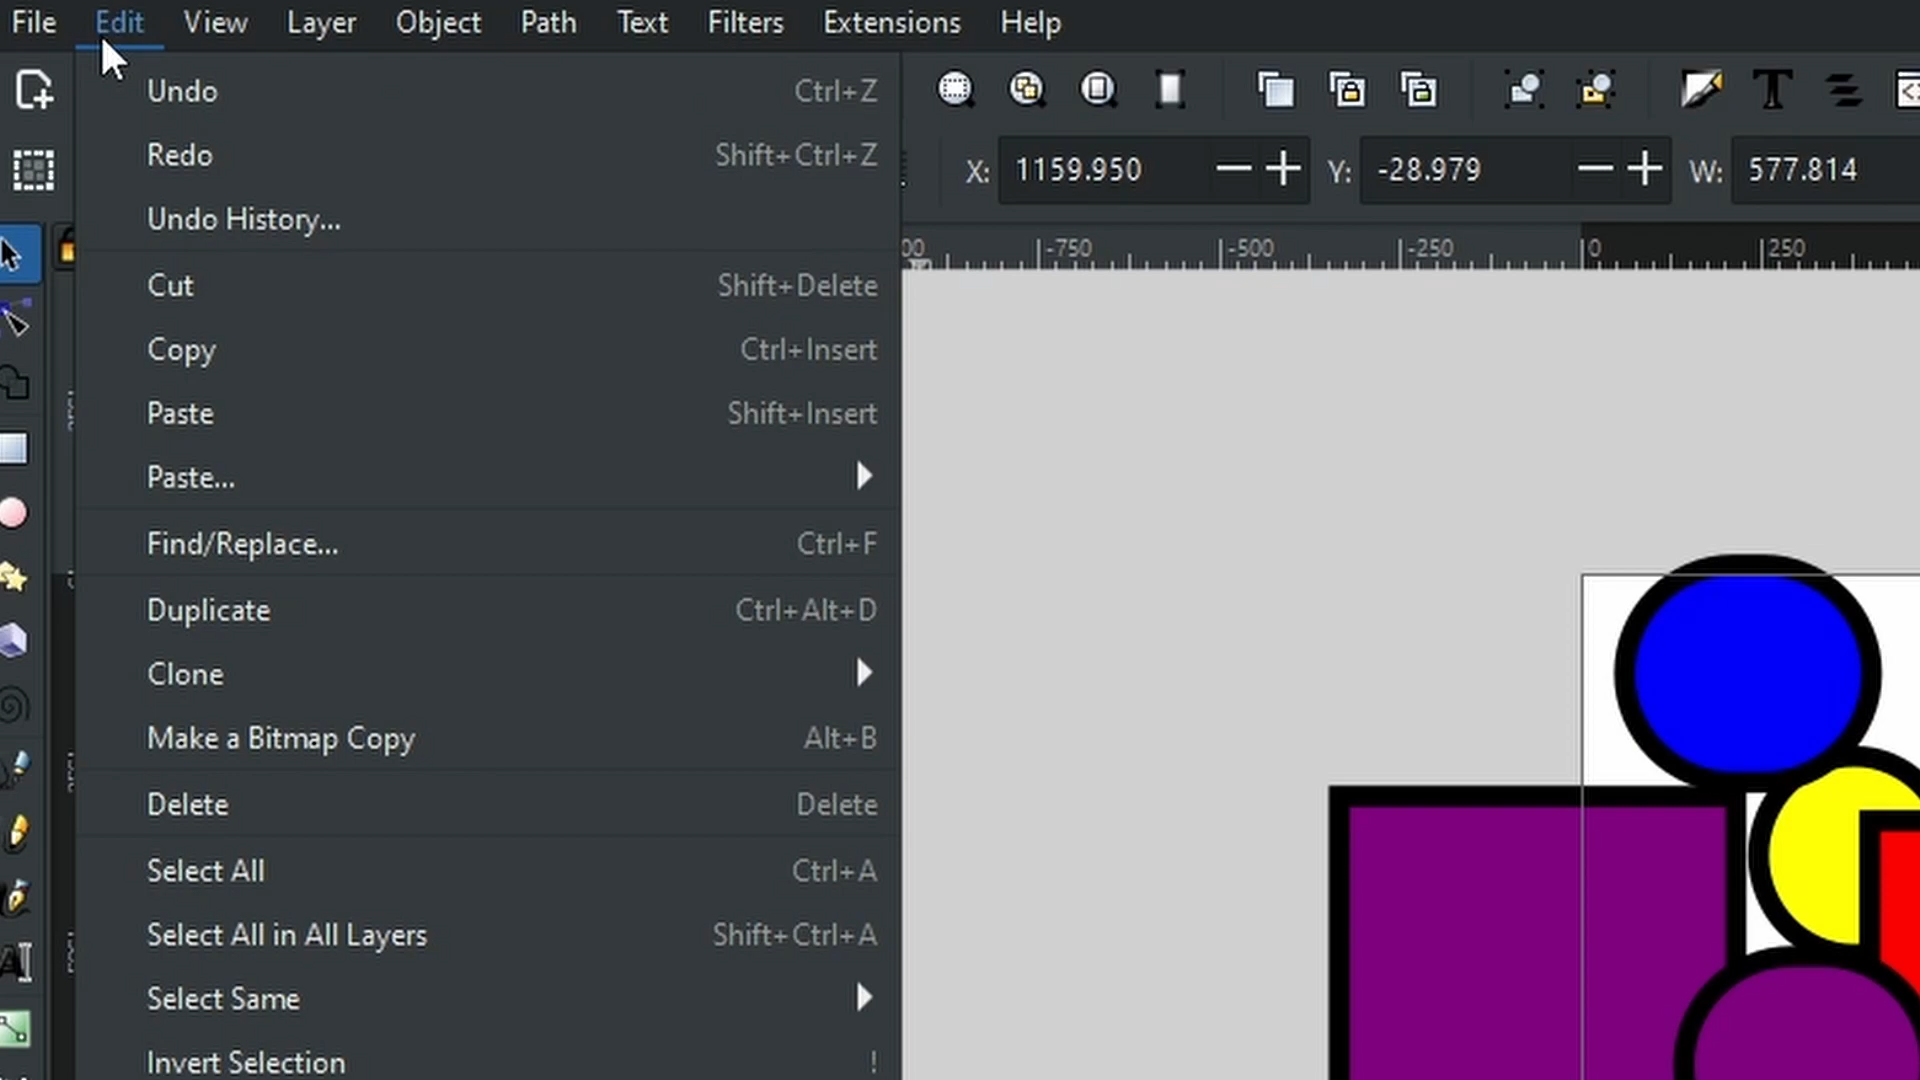 File Edit View Layer Object Path Text Filters Extensions Help
Undo Ctrl+Z
Redo Shift+Ctrl+Z
Undo History...
Cut Shift+Delete
Copy Ctrl+Insert
Paste Shift+Insert
Paste...
Find/Replace... Ctrl+F
Duplicate Ctrl+Alt+D
Clone
Make a Bitmap Copy Alt+B
Delete Delete
Select All Ctrl+A
Select All in All Layers Shift+Ctrl+A
Select Same
Invert Selection !
X: 1159.950 Y: -28.979 W: 577.814
00 -750 -500 -250 0 250